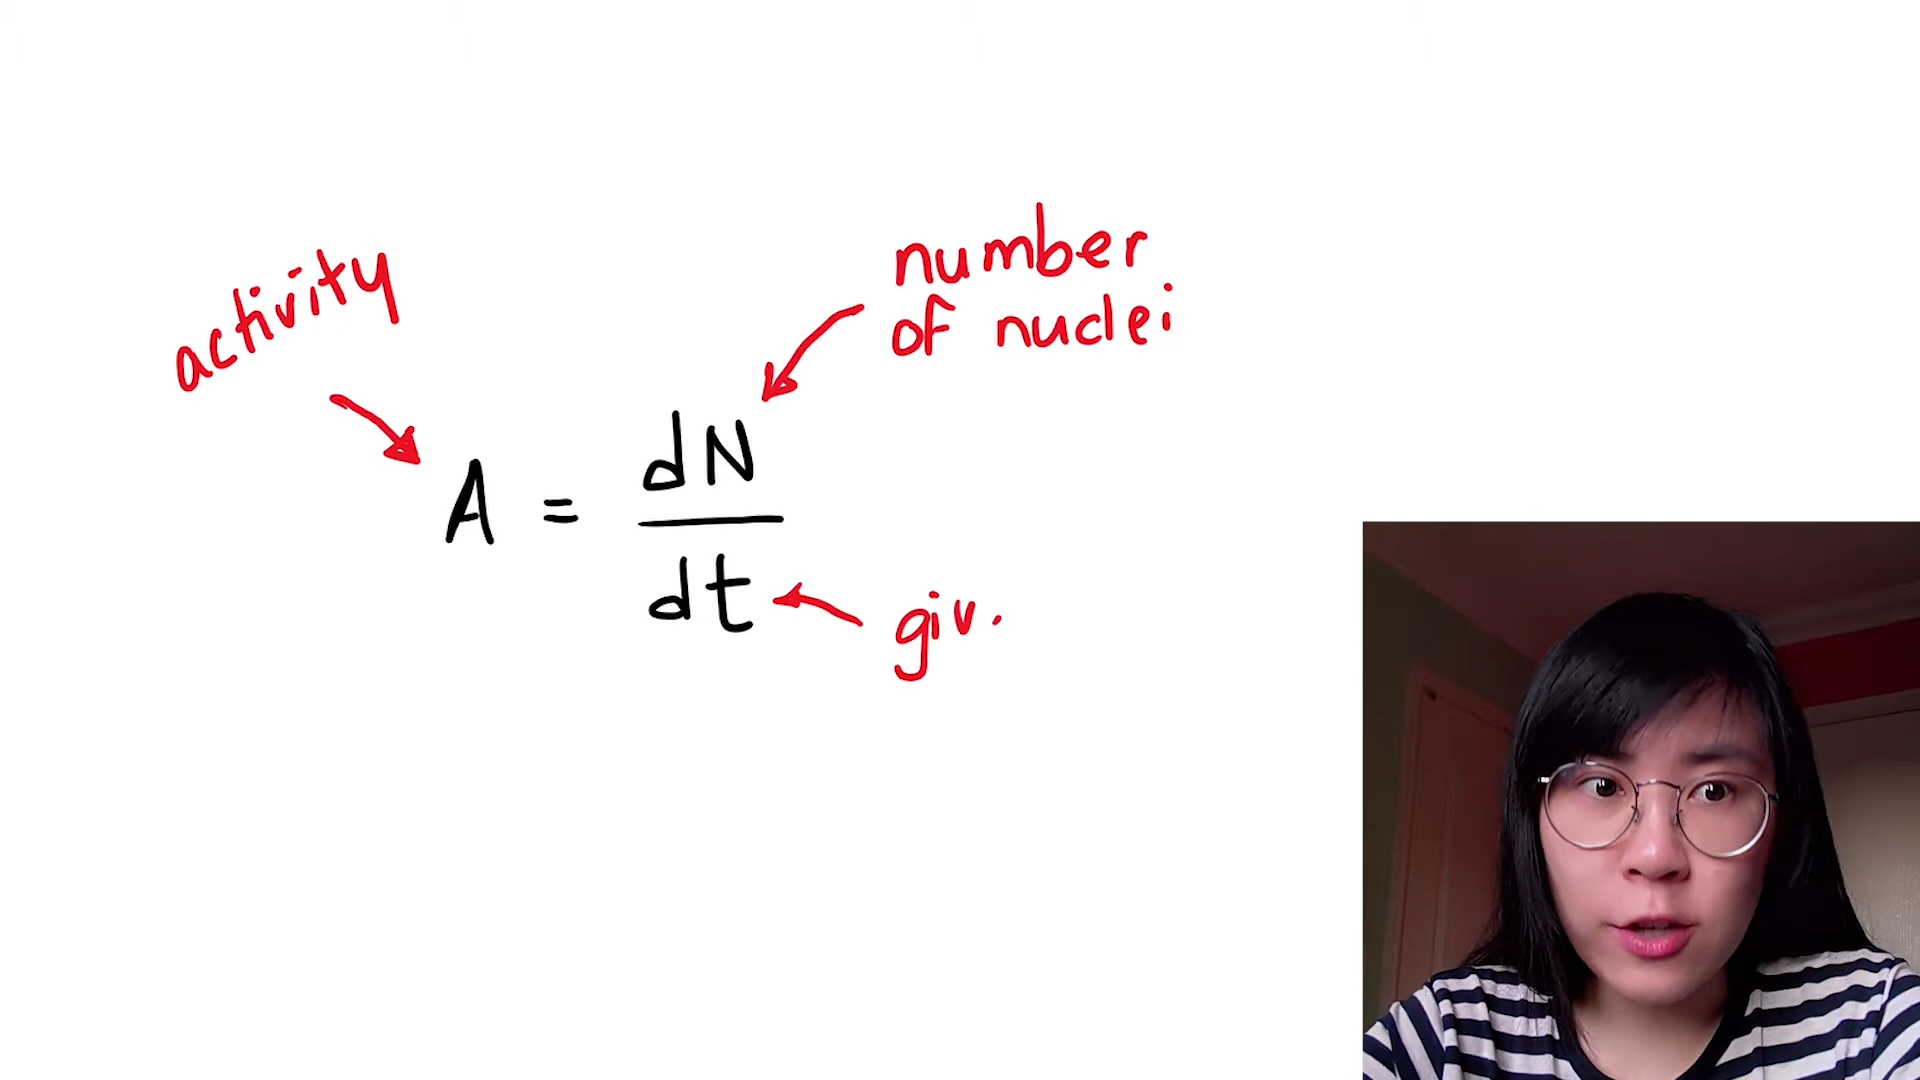 activity
number
of nuclei
A = dN
dt
giv.